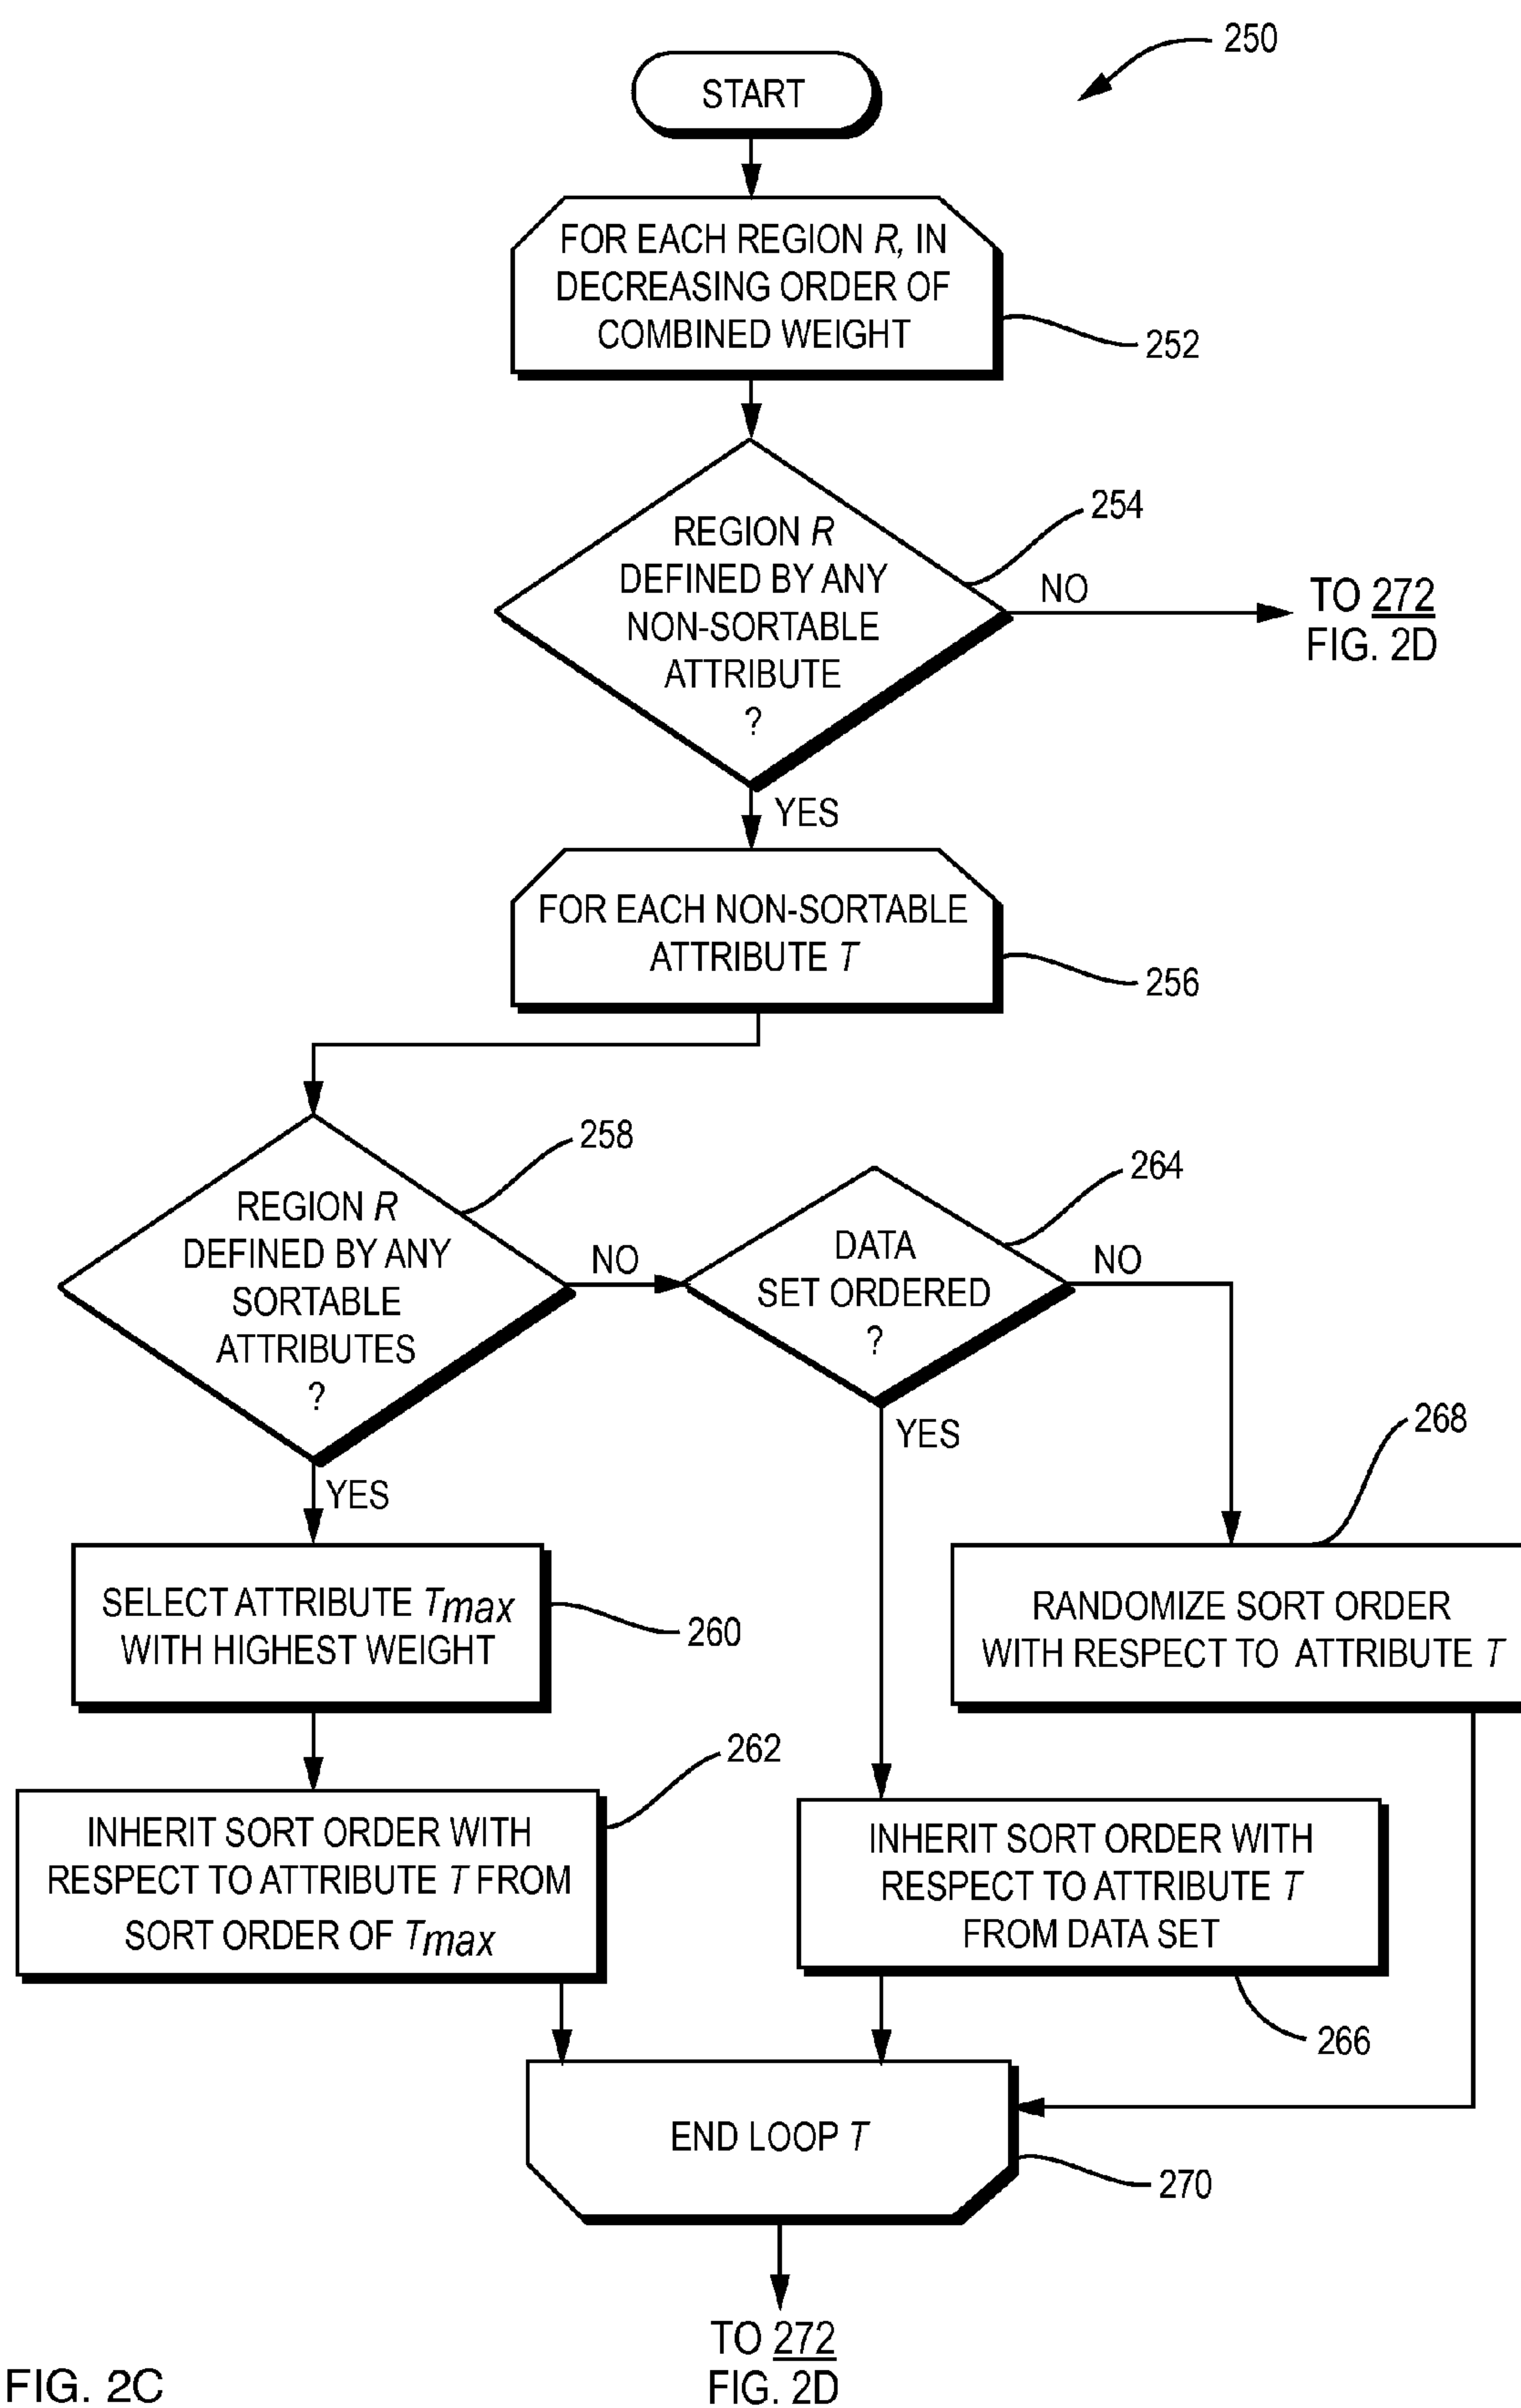 250
START
FOR EACH REGION R, IN
DECREASING ORDER OF
COMBINED WEIGHT
252
REGION R
DEFINED BY ANY
NON-SORTABLE
ATTRIBUTE
?
254
NO
TO 272
FIG. 2D
YES
FOR EACH NON-SORTABLE
ATTRIBUTE T
256
REGION R
DEFINED BY ANY
SORTABLE
ATTRIBUTES
?
258
NO
DATA
SET ORDERED
?
264
NO
YES
YES
268
SELECT ATTRIBUTE Tmax
WITH HIGHEST WEIGHT
260
RANDOMIZE SORT ORDER
WITH RESPECT TO ATTRIBUTE T
262
INHERIT SORT ORDER WITH
RESPECT TO ATTRIBUTE T FROM
SORT ORDER OF Tmax
INHERIT SORT ORDER WITH
RESPECT TO ATTRIBUTE T
FROM DATA SET
266
END LOOP T
270
TO 272
FIG. 2D
FIG. 2C